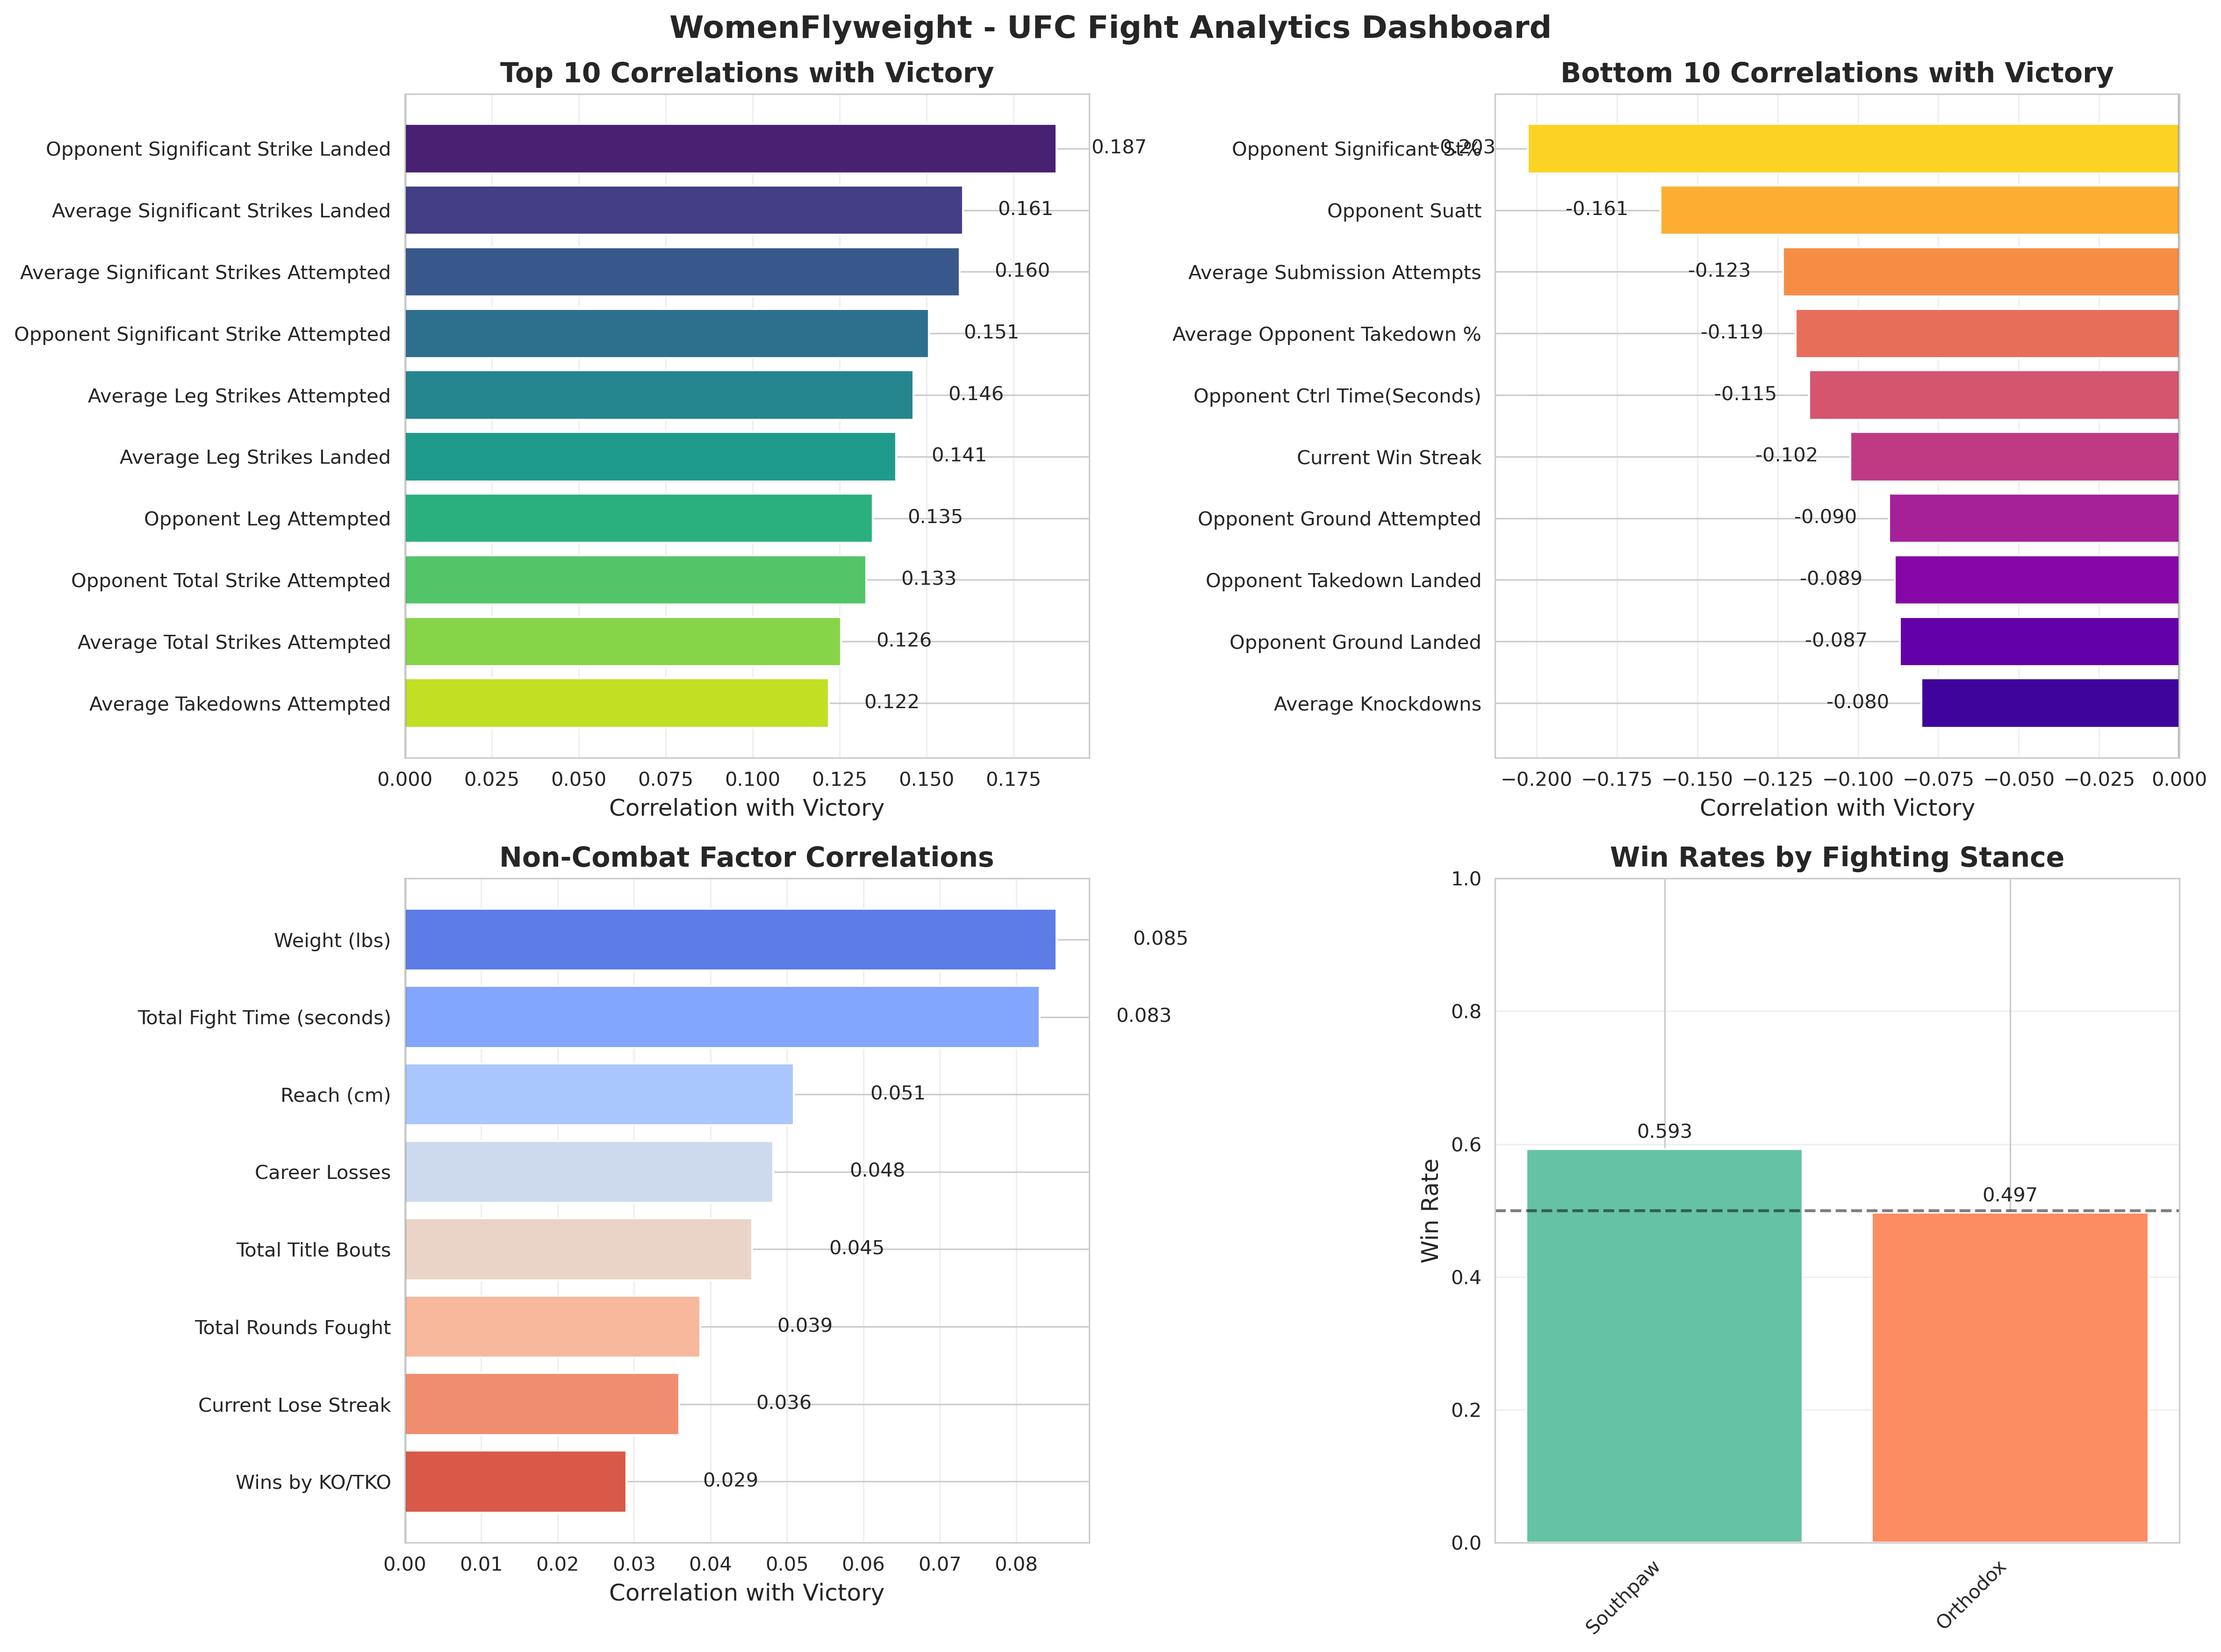 WomenFlyweight - UFC Fight Analytics Dashboard
Top 10 Correlations with Victory
Opponent Significant Strike Landed 0.187
Average Significant Strikes Landed 0.161
Average Significant Strikes Attempted 0.160
Opponent Significant Strike Attempted 0.151
Average Leg Strikes Attempted 0.146
Average Leg Strikes Landed 0.141
Opponent Leg Attempted 0.135
Opponent Total Strike Attempted 0.133
Average Total Strikes Attempted 0.126
Average Takedowns Attempted 0.122
0.000 0.025 0.050 0.075 0.100 0.125 0.150 0.175
Correlation with Victory
Bottom 10 Correlations with Victory
Opponent Significant St% -0.203
Opponent Suatt -0.161
Average Submission Attempts -0.123
Average Opponent Takedown % -0.119
Opponent Ctrl Time(Seconds) -0.115
Current Win Streak -0.102
Opponent Ground Attempted -0.090
Opponent Takedown Landed -0.089
Opponent Ground Landed -0.087
Average Knockdowns -0.080
−0.200 −0.175 −0.150 −0.125 −0.100 −0.075 −0.050 −0.025 0.000
Correlation with Victory
Non-Combat Factor Correlations
Weight (lbs) 0.085
Total Fight Time (seconds) 0.083
Reach (cm) 0.051
Career Losses 0.048
Total Title Bouts 0.045
Total Rounds Fought 0.039
Current Lose Streak 0.036
Wins by KO/TKO 0.029
0.00 0.01 0.02 0.03 0.04 0.05 0.06 0.07 0.08
Correlation with Victory
Win Rates by Fighting Stance
Win Rate
1.0
0.8
0.6
0.4
0.2
0.0
0.593
0.497
Southpaw
Orthodox